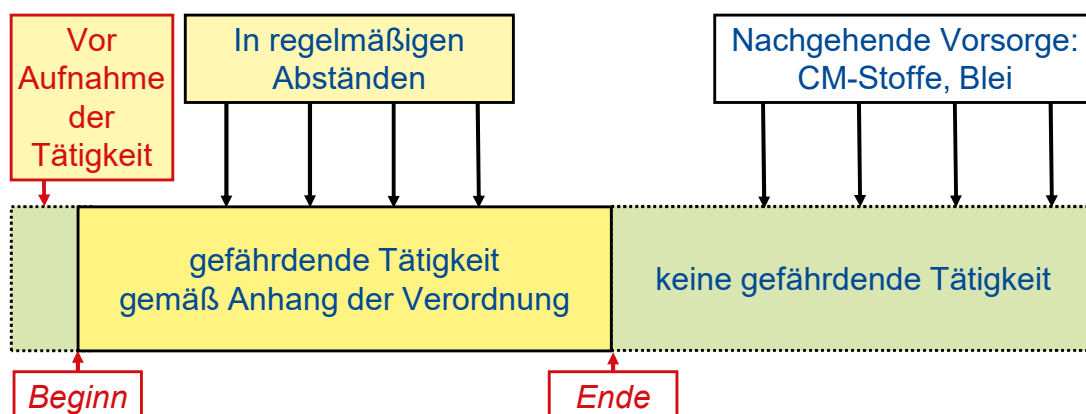 Vor
Aufnahme
der
Tätigkeit
In regelmäßigen
Abständen
Nachgehende Vorsorge:
CM-Stoffe, Blei
gefährdende Tätigkeit
gemäß Anhang der Verordnung
keine gefährdende Tätigkeit
Beginn
Ende